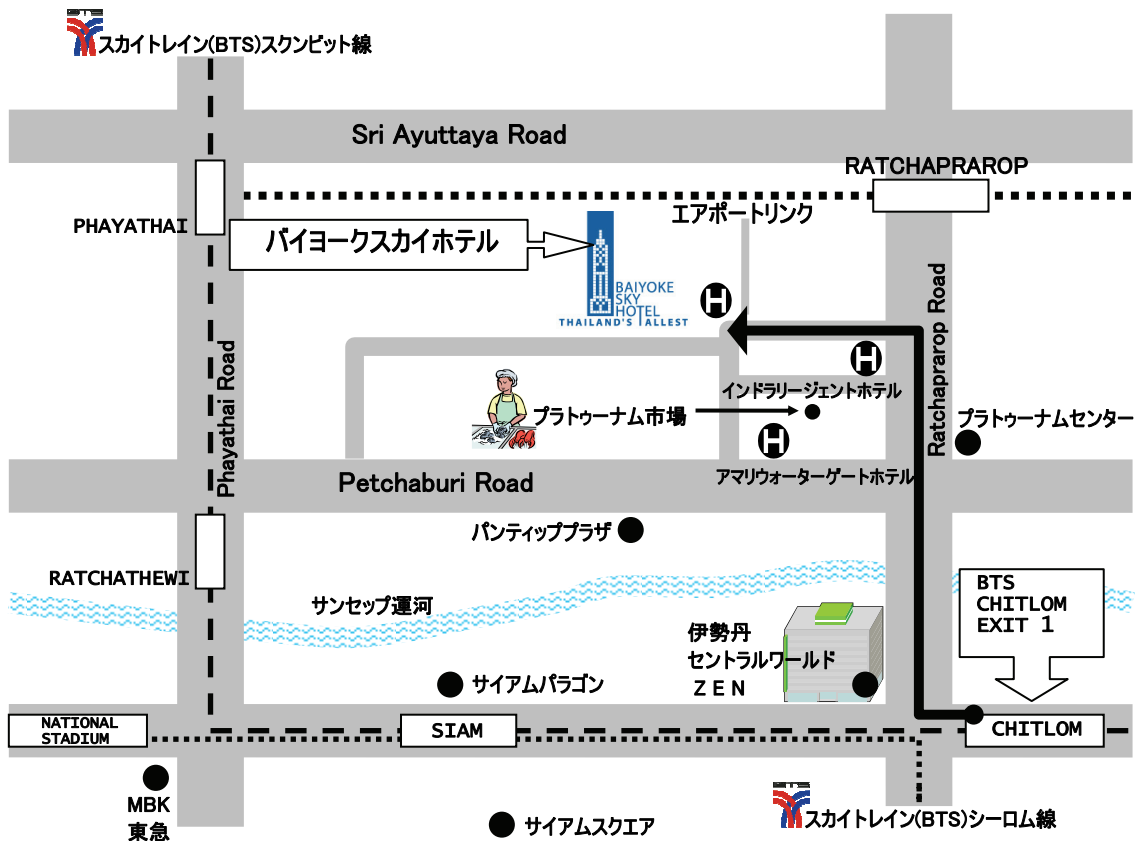 BTS
スカイトレイン(BTS)スクンビット線
Sri Ayuttaya Road
RATCHAPRAROP
エアポートリンク
PHAYATHAI
バイヨークスカイホテル
BAIYOKE
SKY
HOTEL
THAILAND'S TALLEST
H
H
Phayathai Road
Ratchaprarop Road
インドラリージェントホテル
プラトゥーナム市場
プラトゥーナムセンター
H
アマリウォーターゲートホテル
Petchaburi Road
パンティッププラザ
RATCHATHEWI
サンセップ運河
BTS
CHITLOM
EXIT 1
伊勢丹
セントラルワールド
ZEN
サイアムパラゴン
NATIONAL
STADIUM
SIAM
CHITLOM
MBK
東急
BTS
スカイトレイン(BTS)シーロム線
サイアムスクエア